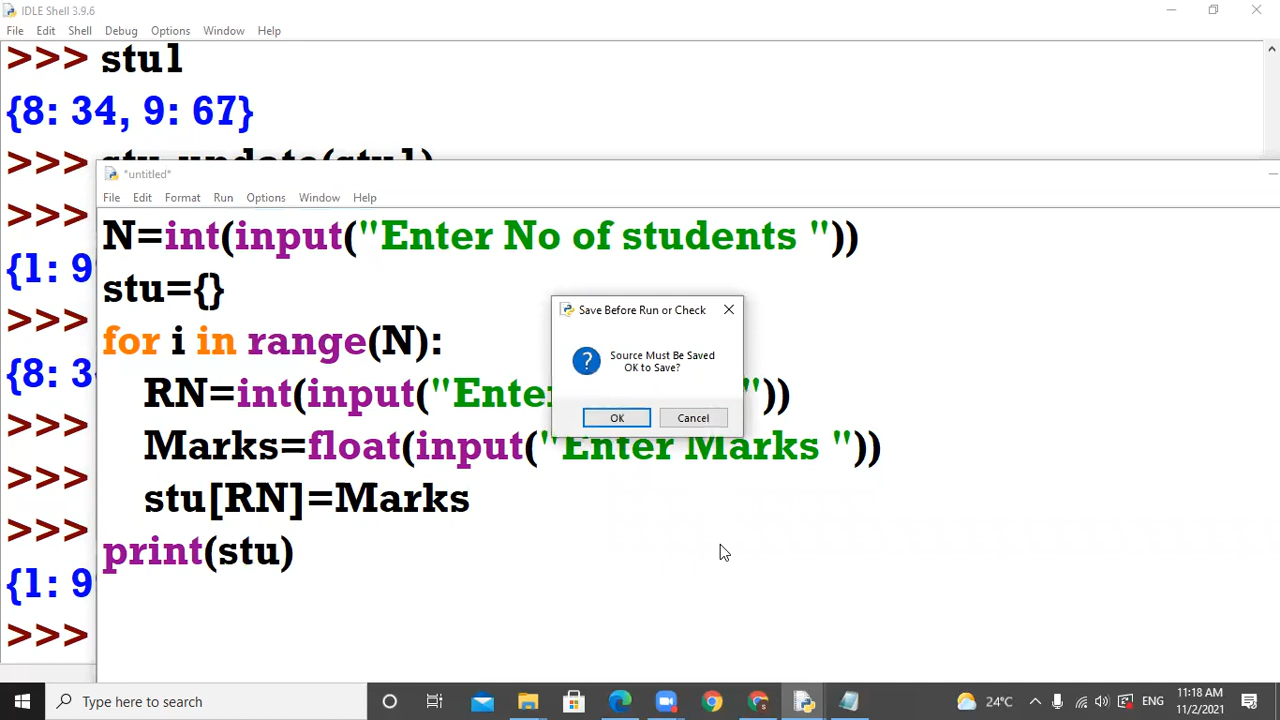 IDLE Shell 3.9.6
File Edit Shell Debug Options Window Help
>>> stu1
{8: 34, 9: 67}
>>> stu.update(stu1)
*untitled*
File Edit Format Run Options Window Help
>>>
N=int(input("Enter No of students "))
{1: 9
stu={}
>>>
for i in range(N):
{8: 3
RN=int(input("Enter "))
>>>
Marks=float(input("Enter Marks "))
>>>
stu[RN]=Marks
>>>
print(stu)
{1: 9
>>>
Save Before Run or Check
Source Must Be Saved
OK to Save?
OK Cancel
Type here to search
24°C
ENG
11:18 AM
11/2/2021